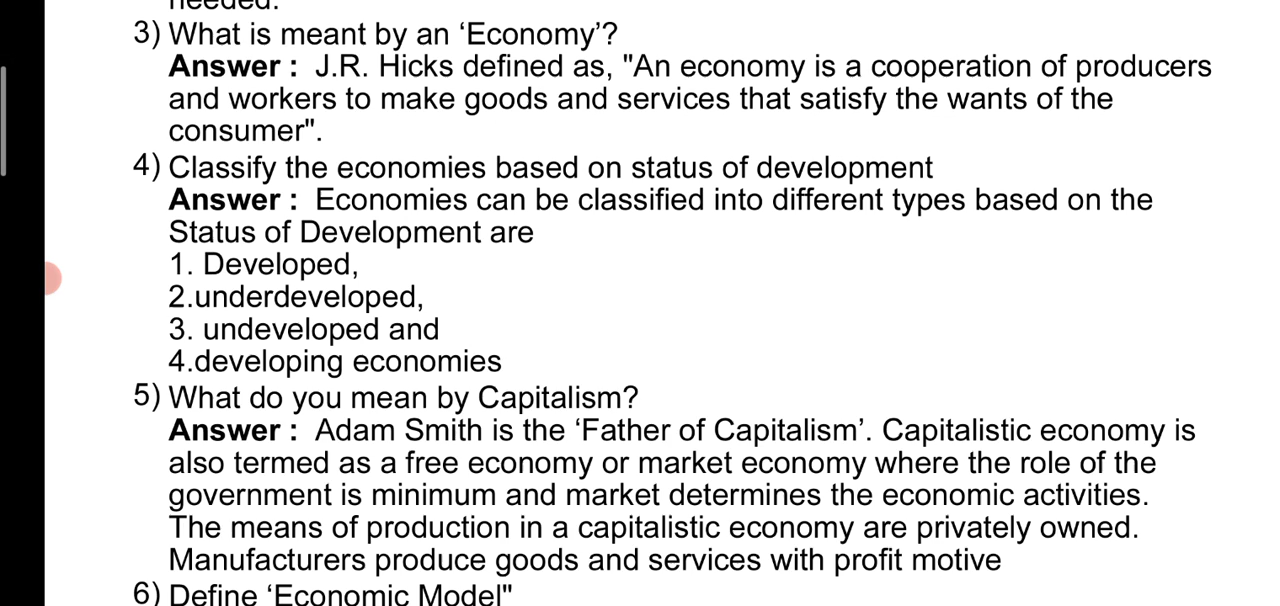 needed.
3) What is meant by an ‘Economy’?
Answer : J.R. Hicks defined as, "An economy is a cooperation of producers
and workers to make goods and services that satisfy the wants of the
consumer".
4) Classify the economies based on status of development
Answer : Economies can be classified into different types based on the
Status of Development are
1. Developed,
2.underdeveloped,
3. undeveloped and
4.developing economies
5) What do you mean by Capitalism?
Answer : Adam Smith is the ‘Father of Capitalism’. Capitalistic economy is
also termed as a free economy or market economy where the role of the
government is minimum and market determines the economic activities.
The means of production in a capitalistic economy are privately owned.
Manufacturers produce goods and services with profit motive
6) Define ‘Economic Model"